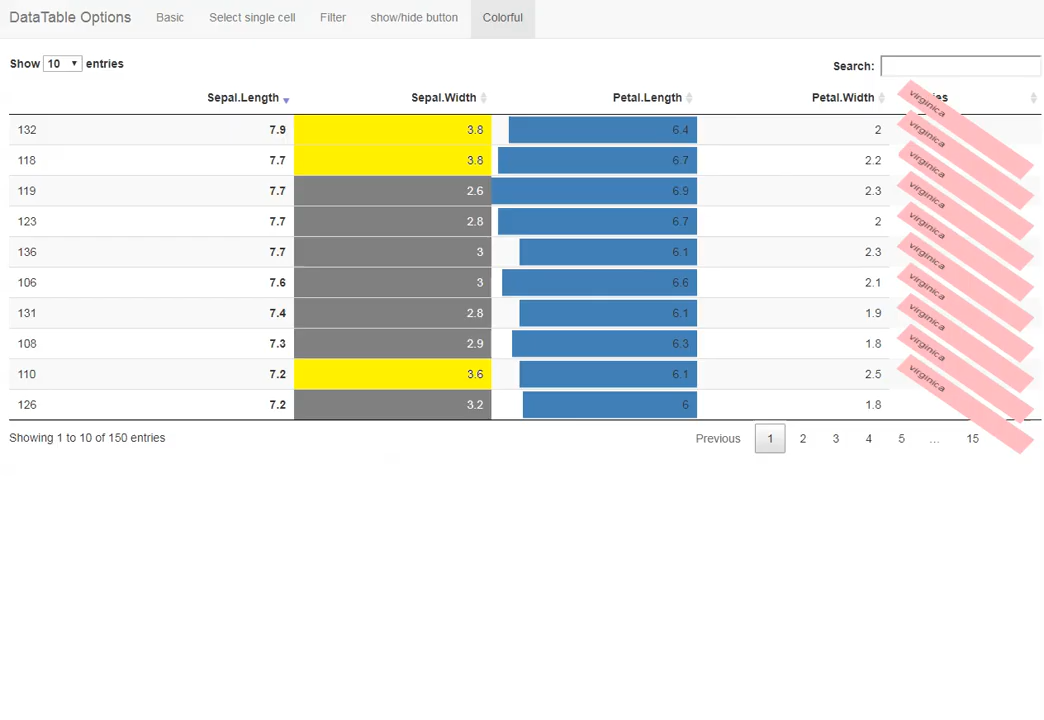 DataTable Options Basic Select single cell Filter show/hide button Colorful
Show 10 entries
Search:
Sepal.Length Sepal.Width Petal.Length Petal.Width
132 7.9 3.8 6.4 2 virginica
118 7.7 3.8 6.7 2.2 virginica
119 7.7 2.6 6.9 2.3 virginica
123 7.7 2.8 6.7 2 virginica
136 7.7 3 6.1 2.3 virginica
106 7.6 3 6.6 2.1 virginica
131 7.4 2.8 6.1 1.9 virginica
108 7.3 2.9 6.3 1.8 virginica
110 7.2 3.6 6.1 2.5 virginica
126 7.2 3.2 6 1.8 virginica
Showing 1 to 10 of 150 entries
Previous 1 2 3 4 5 … 15